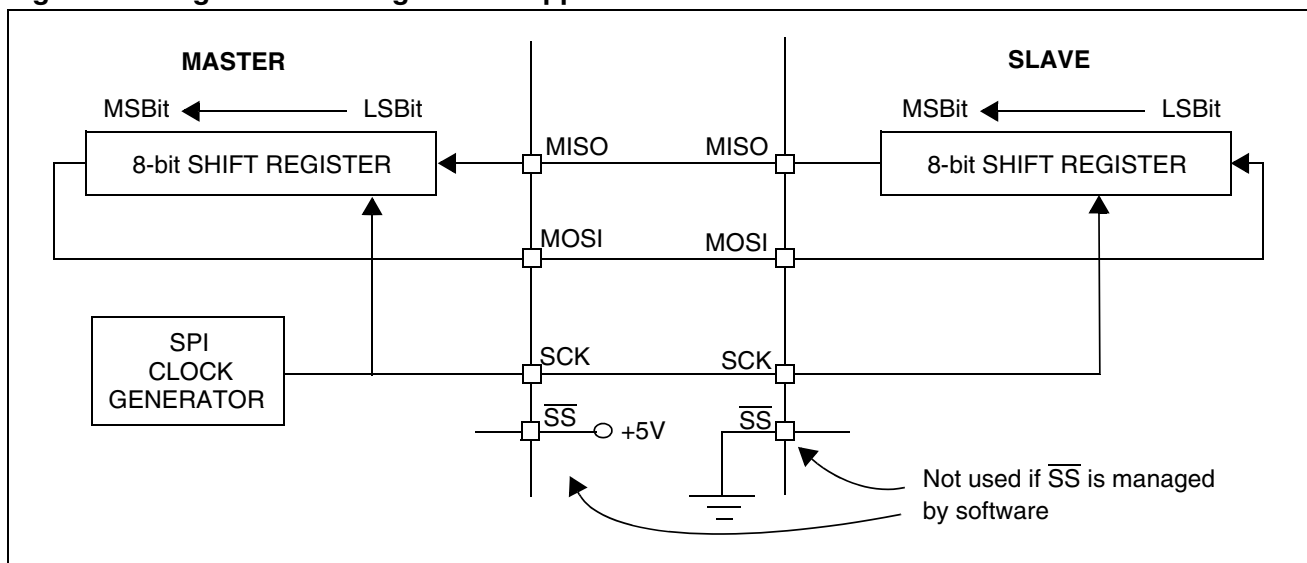 MASTER
SLAVE
MSBit LSBit
MSBit LSBit
8-bit SHIFT REGISTER
8-bit SHIFT REGISTER
MISO MISO
MOSI MOSI
SPI
CLOCK
GENERATOR
SCK SCK
SS +5V
SS
Not used if SS is managed
by software